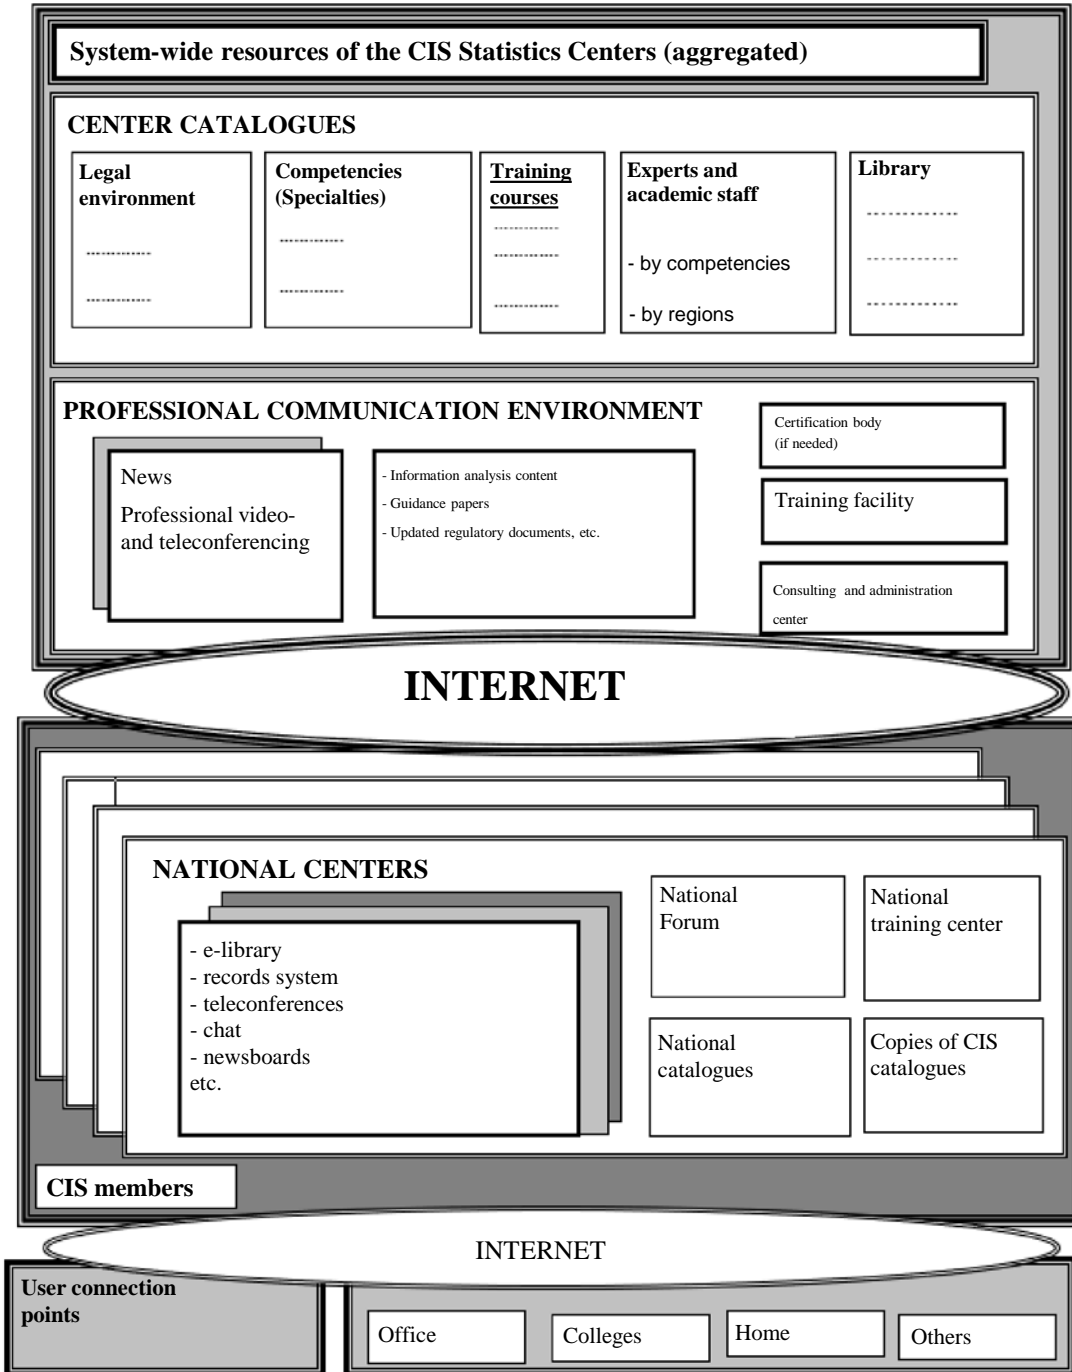 System-wide resources of the CIS Statistics Centers (aggregated)
CENTER CATALOGUES
Legal
environment
Competencies
(Specialties)
Training
courses
Experts and
academic staff
- by competencies
- by regions
Library
PROFESSIONAL COMMUNICATION ENVIRONMENT
News
Professional video-
and teleconferencing
- Information analysis content
- Guidance papers
- Updated regulatory documents, etc.
Certification body
(if needed)
Training facility
Consulting and administration
center
INTERNET
NATIONAL CENTERS
- e-library
- records system
- teleconferences
- chat
- newsboards
etc.
National
Forum
National
training center
National
catalogues
Copies of CIS
catalogues
CIS members
INTERNET
User connection
points
Office
Colleges
Home
Others